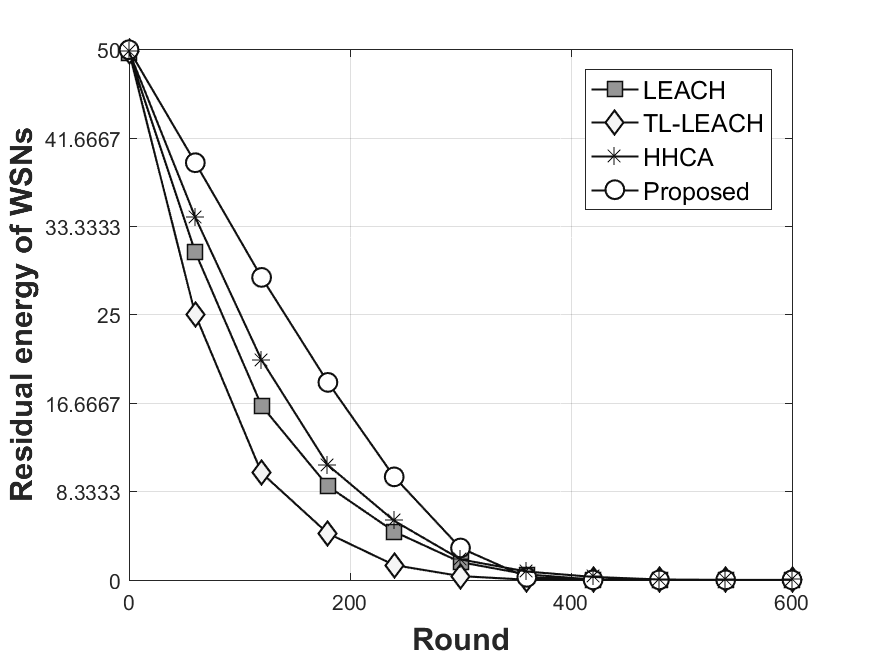 50
41.6667
33.3333
25
16.6667
8.3333
0
Residual energy of WSNs
LEACH
TL-LEACH
HHCA
Proposed
0 200 400 600
Round